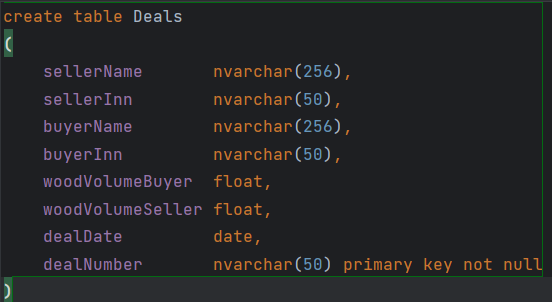 create table Deals
(
    sellerName       nvarchar(256),
    sellerInn        nvarchar(50),
    buyerName        nvarchar(256),
    buyerInn         nvarchar(50),
    woodVolumeBuyer  float,
    woodVolumeSeller float,
    dealDate         date,
    dealNumber       nvarchar(50) primary key not null
)